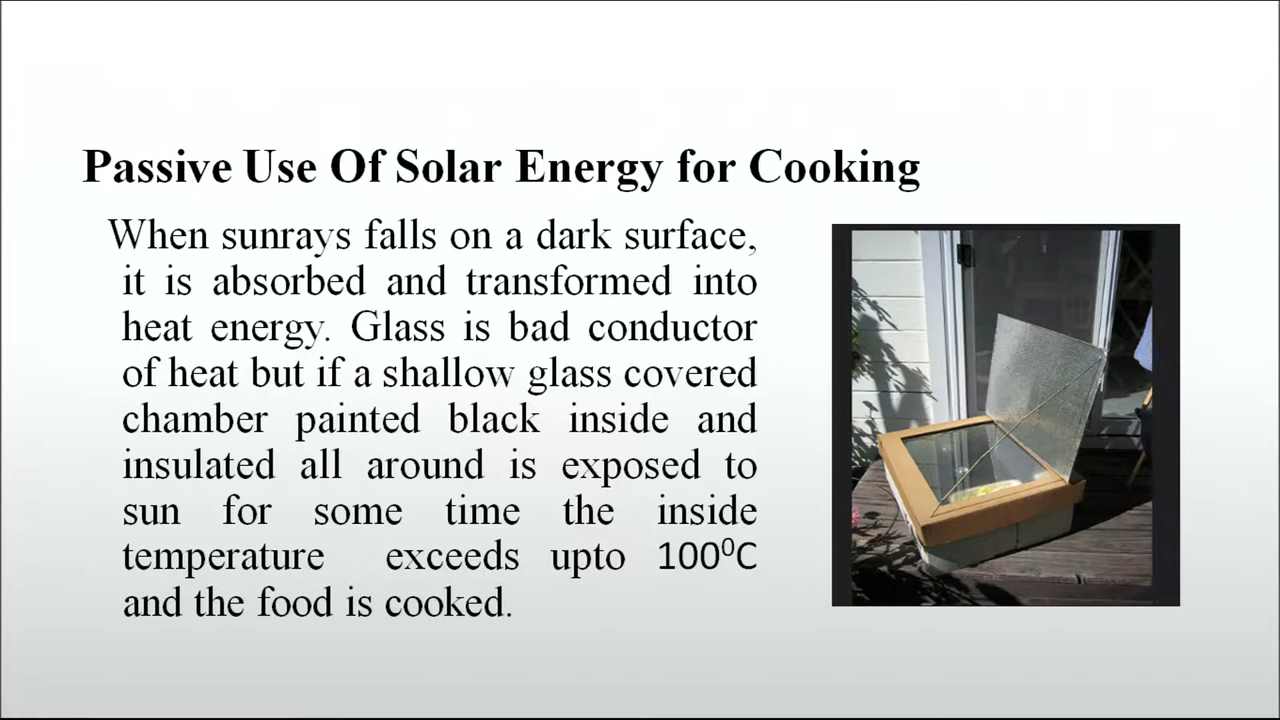 Passive Use Of Solar Energy for Cooking
When sunrays falls on a dark surface,
it is absorbed and transformed into
heat energy. Glass is bad conductor
of heat but if a shallow glass covered
chamber painted black inside and
insulated all around is exposed to
sun for some time the inside
temperature exceeds upto 100⁰C
and the food is cooked.